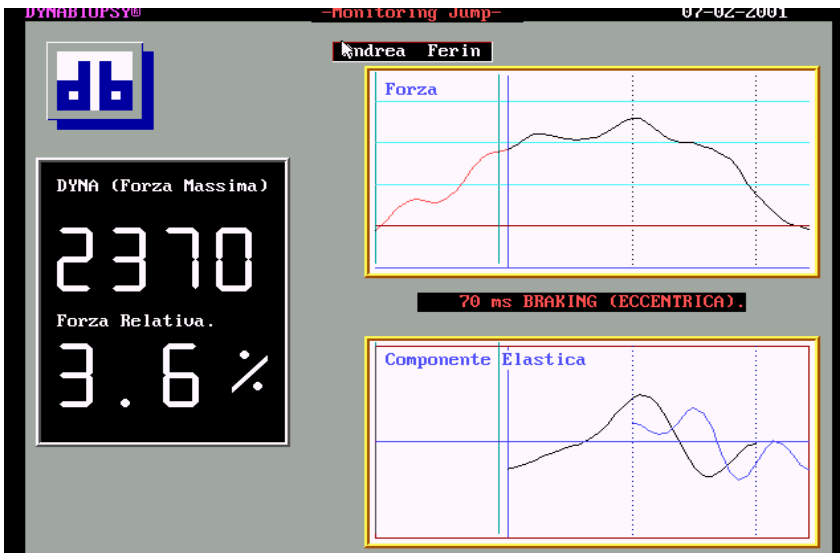 DYNABIOPSY®
-Monitoring Jump-
07-02-2001
Andrea Ferin
db
Forza
DYNA (Forza Massima)
2370
Forza Relativa.
3.6 %
70 ms BRAKING (ECCENTRICA).
Componente Elastica